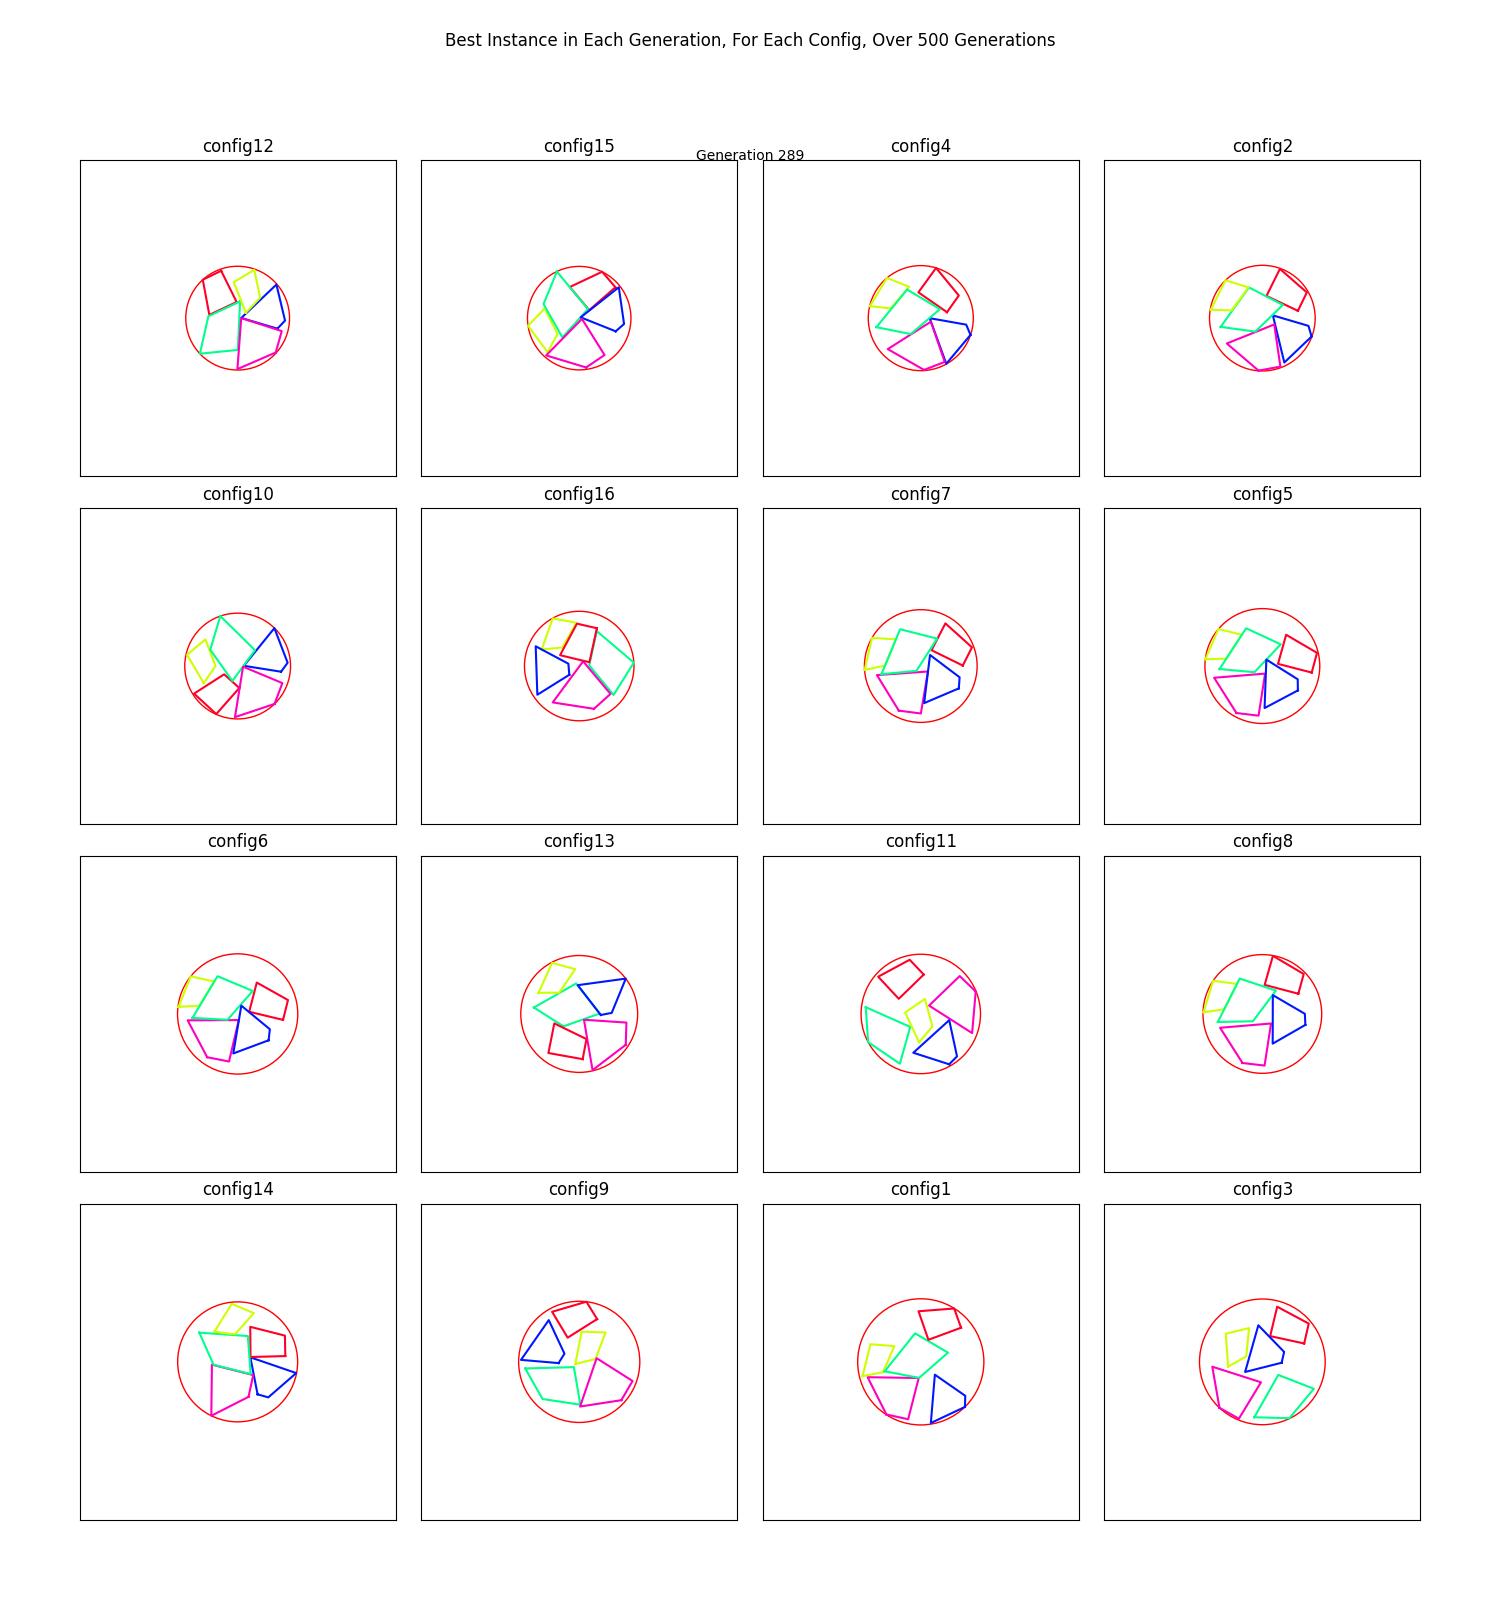 Best Instance in Each Generation, For Each Config, Over 500 Generations
Generation 289
config12
config15
config4
config2
config10
config16
config7
config5
config6
config13
config11
config8
config14
config9
config1
config3